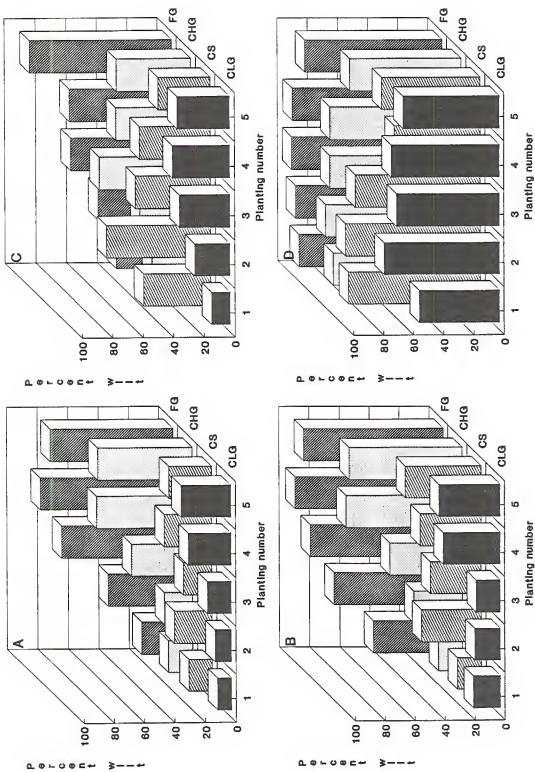 A
Percent wilt
100
80
60
40
20
0
1 2 3 4 5
Planting number
CLG
CS
CHG
FG
C
Percent wilt
100
80
60
40
20
0
1 2 3 4 5
Planting number
CLG
CS
CHG
FG
B
Percent wilt
100
80
60
40
20
0
1 2 3 4 5
Planting number
CLG
CS
CHG
FG
D
Percent wilt
100
80
60
40
20
0
1 2 3 4 5
Planting number
CLG
CS
CHG
FG